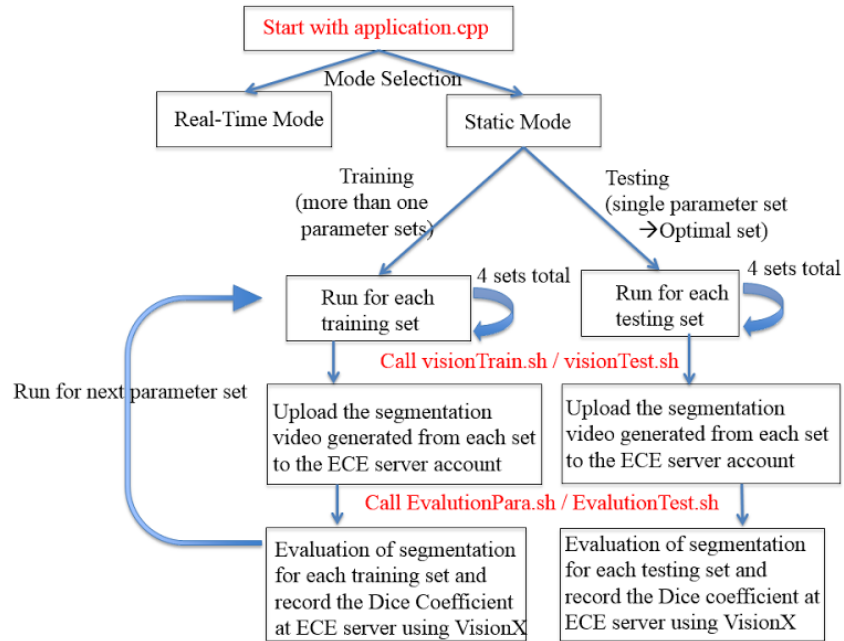 Start with application.cpp
Mode Selection
Real-Time Mode
Static Mode
Training
(more than one
parameter sets)
Testing
(single parameter set
→Optimal set)
4 sets total
4 sets total
Run for each
training set
Run for each
testing set
Call visionTrain.sh / visionTest.sh
Run for next parameter set
Upload the segmentation
video generated from each set
to the ECE server account
Upload the segmentation
video generated from each set
to the ECE server account
Call EvalutionPara.sh / EvalutionTest.sh
Evaluation of segmentation
for each training set and
record the Dice Coefficient
at ECE server using VisionX
Evaluation of segmentation
for each testing set and
record the Dice coefficient at
ECE server using VisionX